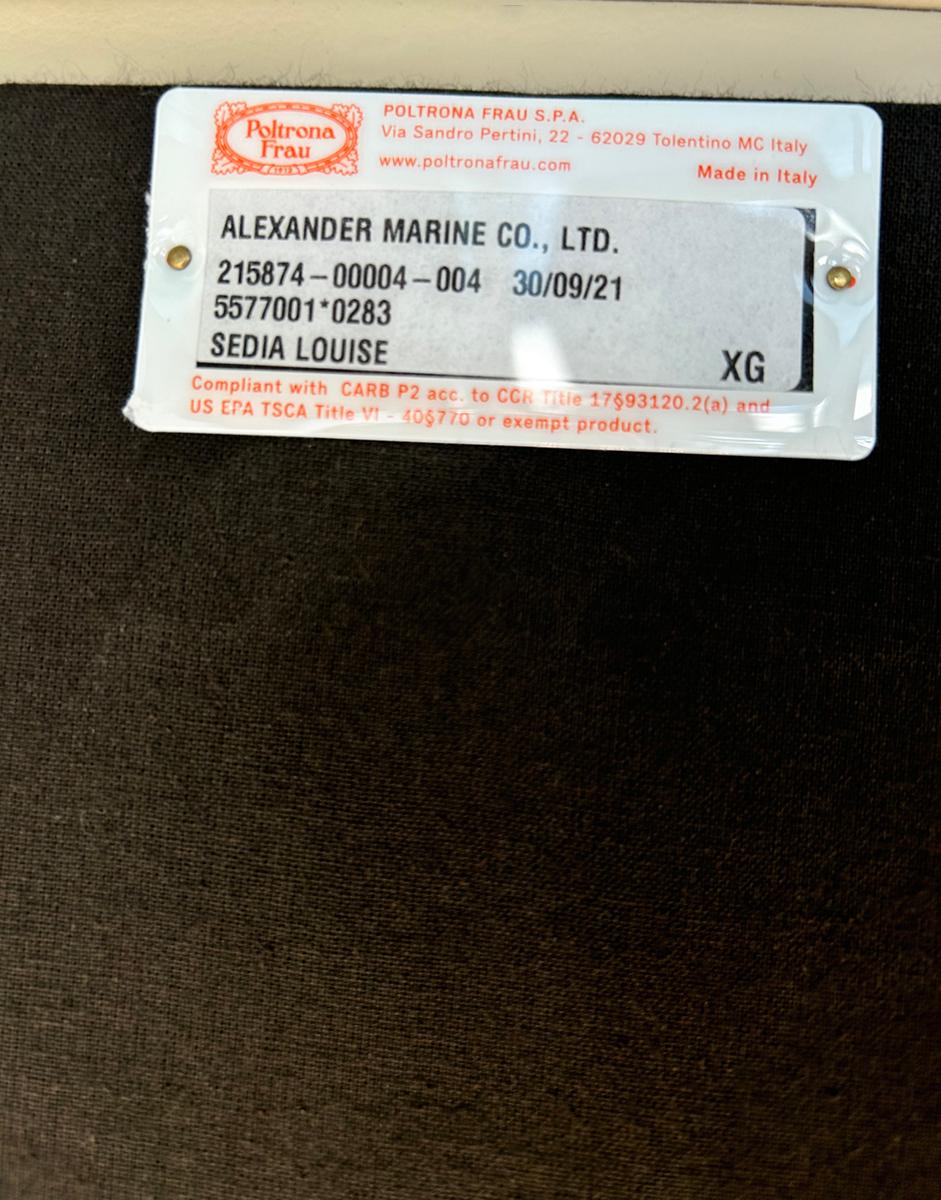 Poltrona
Frau
POLTRONA FRAU S.P.A.
Via Sandro Pertini, 22 - 62029 Tolentino MC Italy
www.poltronafrau.com
Made in Italy
ALEXANDER MARINE CO., LTD.
215874-00004-004 30/09/21
5577001*0283
SEDIA LOUISE XG
Compliant with CARB P2 acc. to CCR Title 17§93120.2(a) and
US EPA TSCA Title VI - 40§770 or exempt product.